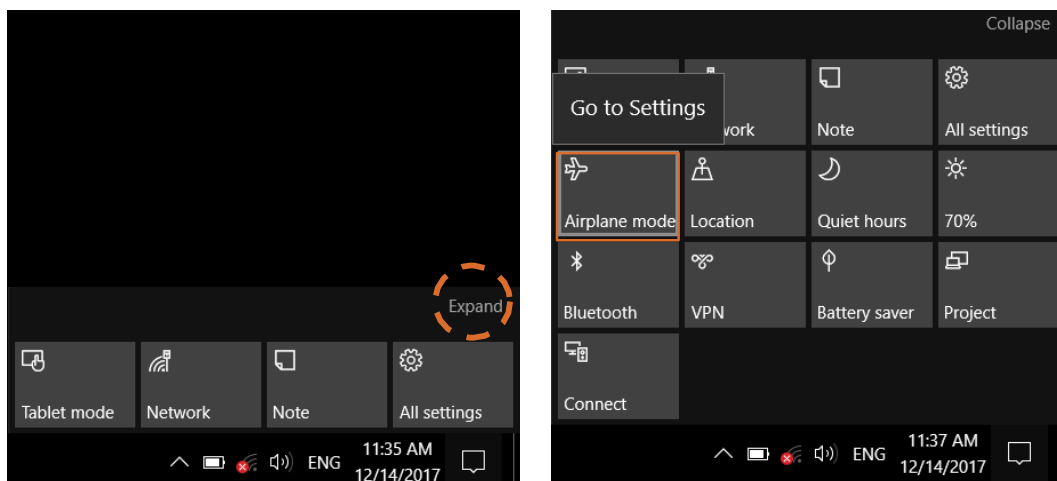 Expand
Tablet mode Network Note All settings
ENG 11:35 AM
12/14/2017
Collapse
Go to Settings
work Note All settings
Airplane mode Location Quiet hours 70%
Bluetooth VPN Battery saver Project
Connect
ENG 11:37 AM
12/14/2017